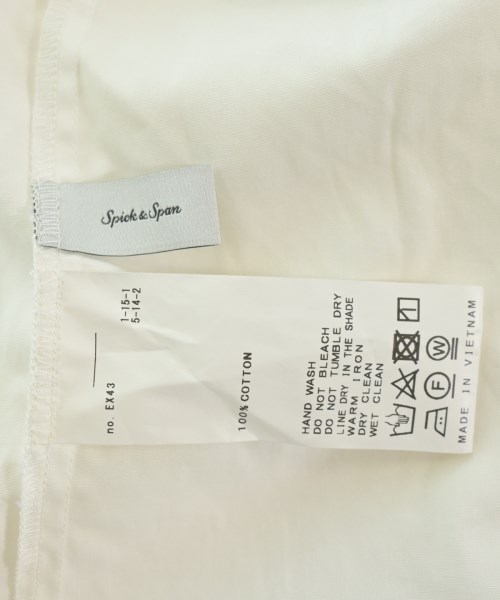 Spick & Span
1-15-1
5-14-2
no. EX43
100% COTTON
HAND WASH
DO NOT BLEACH
DO NOT TUMBLE DRY
LINE DRY IN THE SHADE
WARM IRON
DRY CLEAN
WET CLEAN
F
W
MADE IN VIETNAM